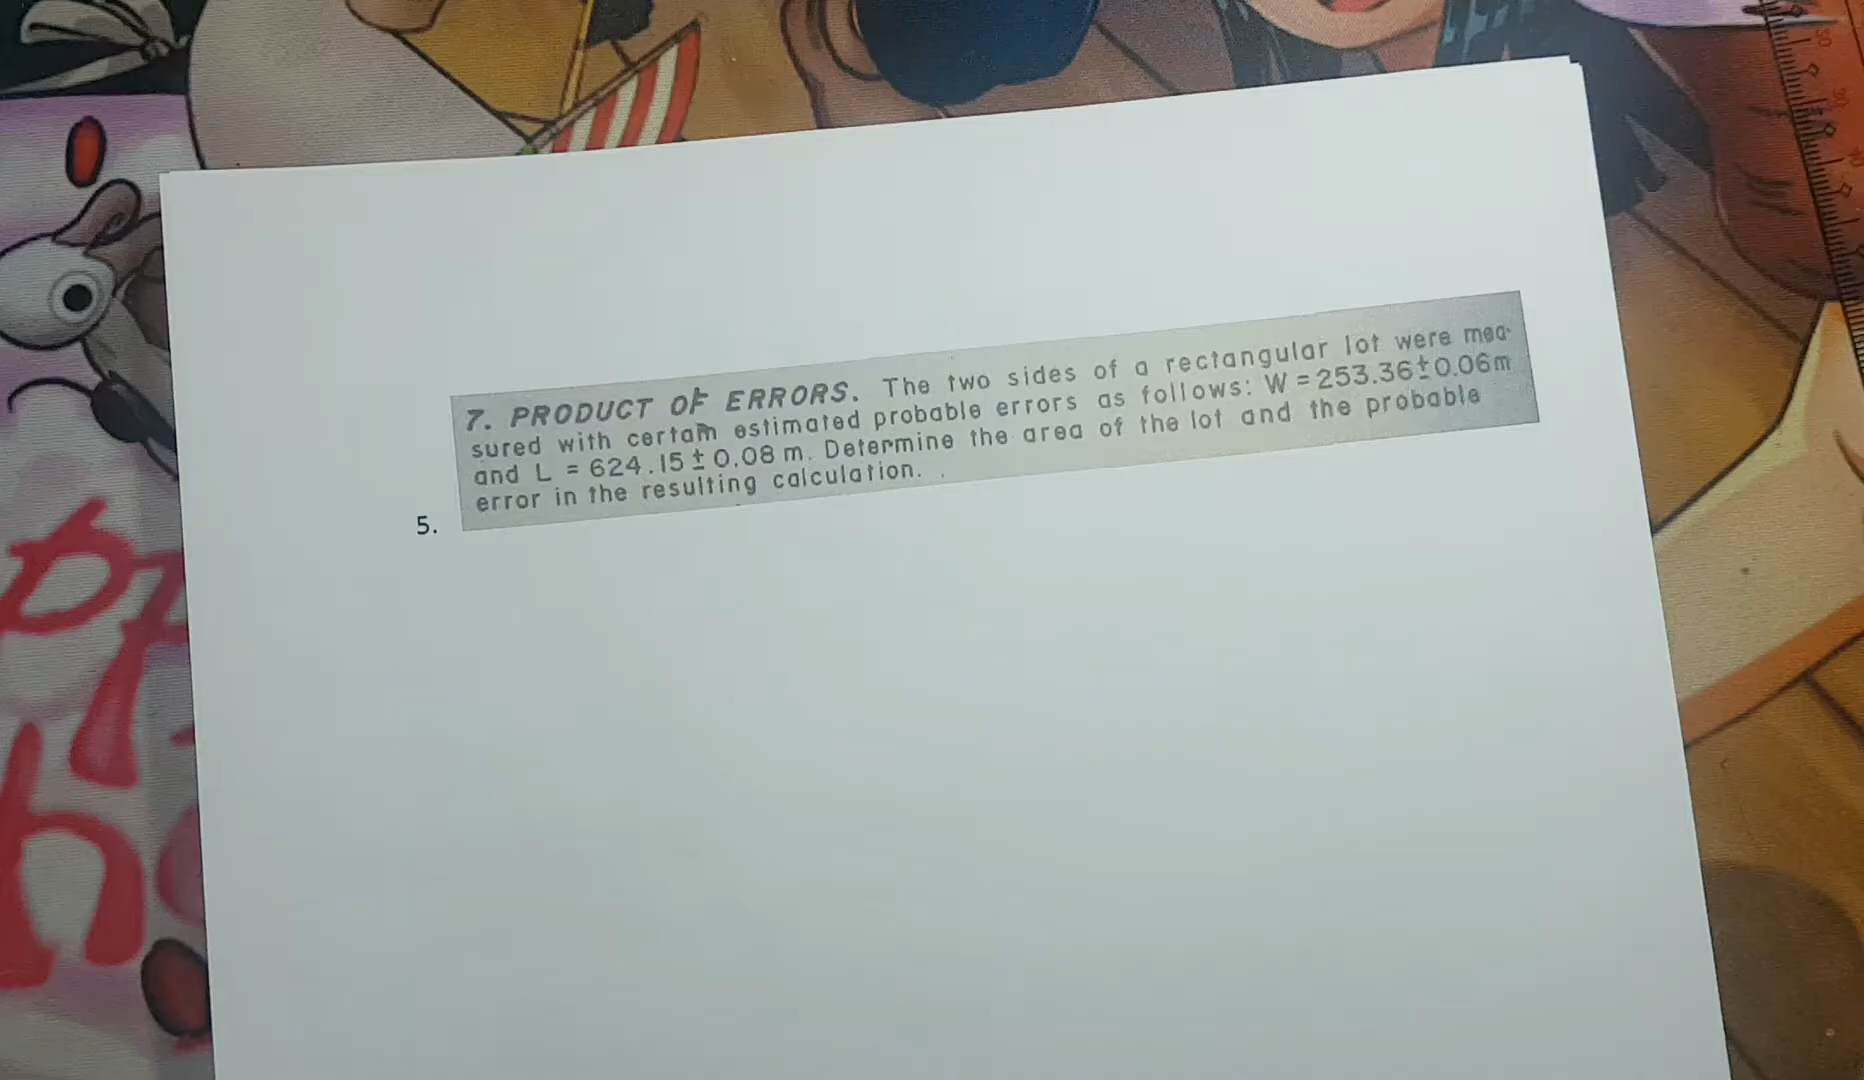 7. PRODUCT OF ERRORS. The two sides of a rectangular lot were mea-
sured with certain estimated probable errors as follows: W = 253.36±0.06m
and L = 624.15±0.08 m. Determine the area of the lot and the probable
error in the resulting calculation.
5.